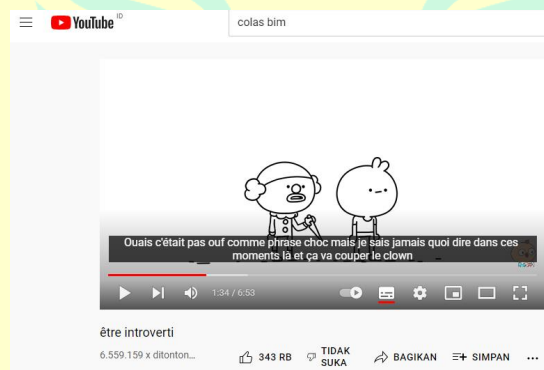 YouTube ID
colas bim
Ouais c'était pas ouf comme phrase choc mais je sais jamais quoi dire dans ces
moments là et ça va couper le clown
1:34 / 6:53
être introverti
6.559.159 x ditonton...
343 RB
TIDAK
SUKA
BAGIKAN
SIMPAN